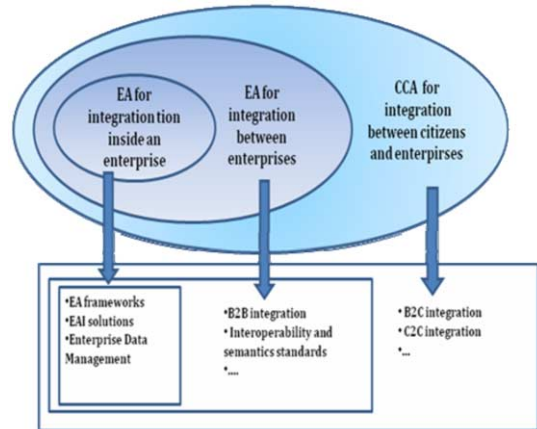 EA for
integration tion
inside an
enterprise
EA for
integration
between
enterprises
CCA for
integration
between citizens
and enterpirses
•EA frameworks
•EAI solutions
•Enterprise Data
Management
•B2B integration
• Interoperability and
semantics standards
•....
• B2C integration
• C2C integration
•...